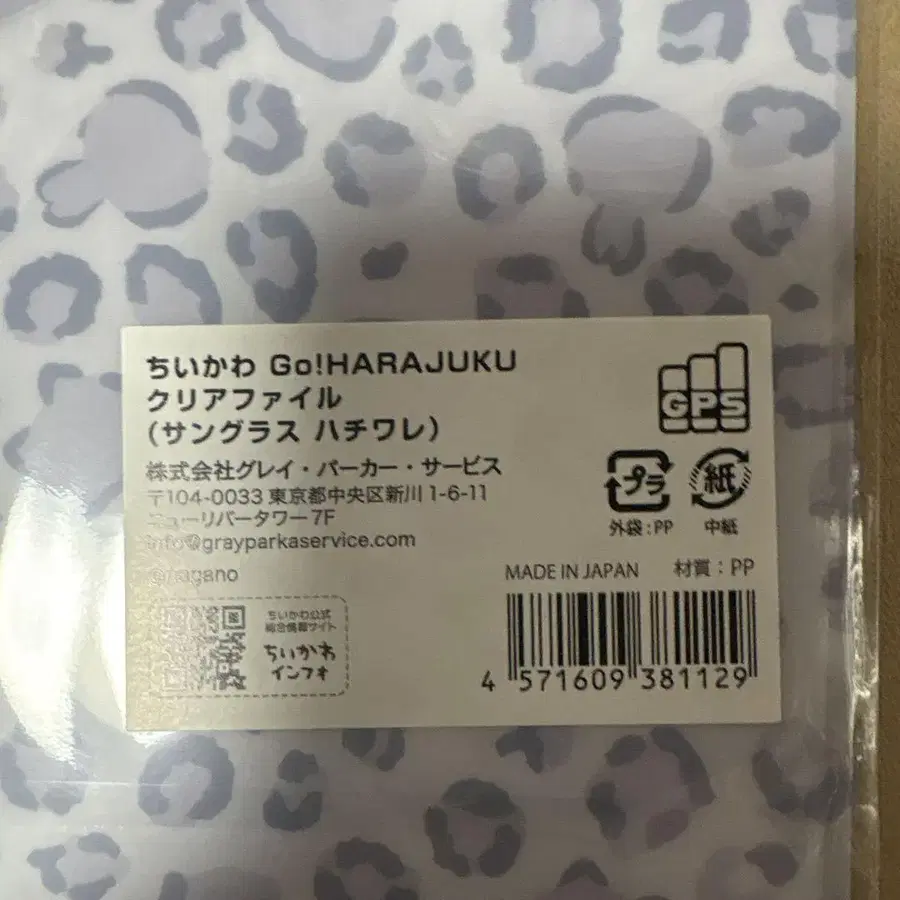 ちいかわ Go!HARAJUKU
クリアファイル
（サングラス ハチワレ）
株式会社グレイ・パーカー・サービス
〒104-0033 東京都中央区新川1-6-11
ニューリバータワー7F
info@grayparkaservice.com
©nagano
GPS
プラ
外袋：PP
紙
中紙
MADE IN JAPAN 材質：PP
ちいかわ公式
総合情報サイト
ちいかわ
インフォ
4 571609 381129